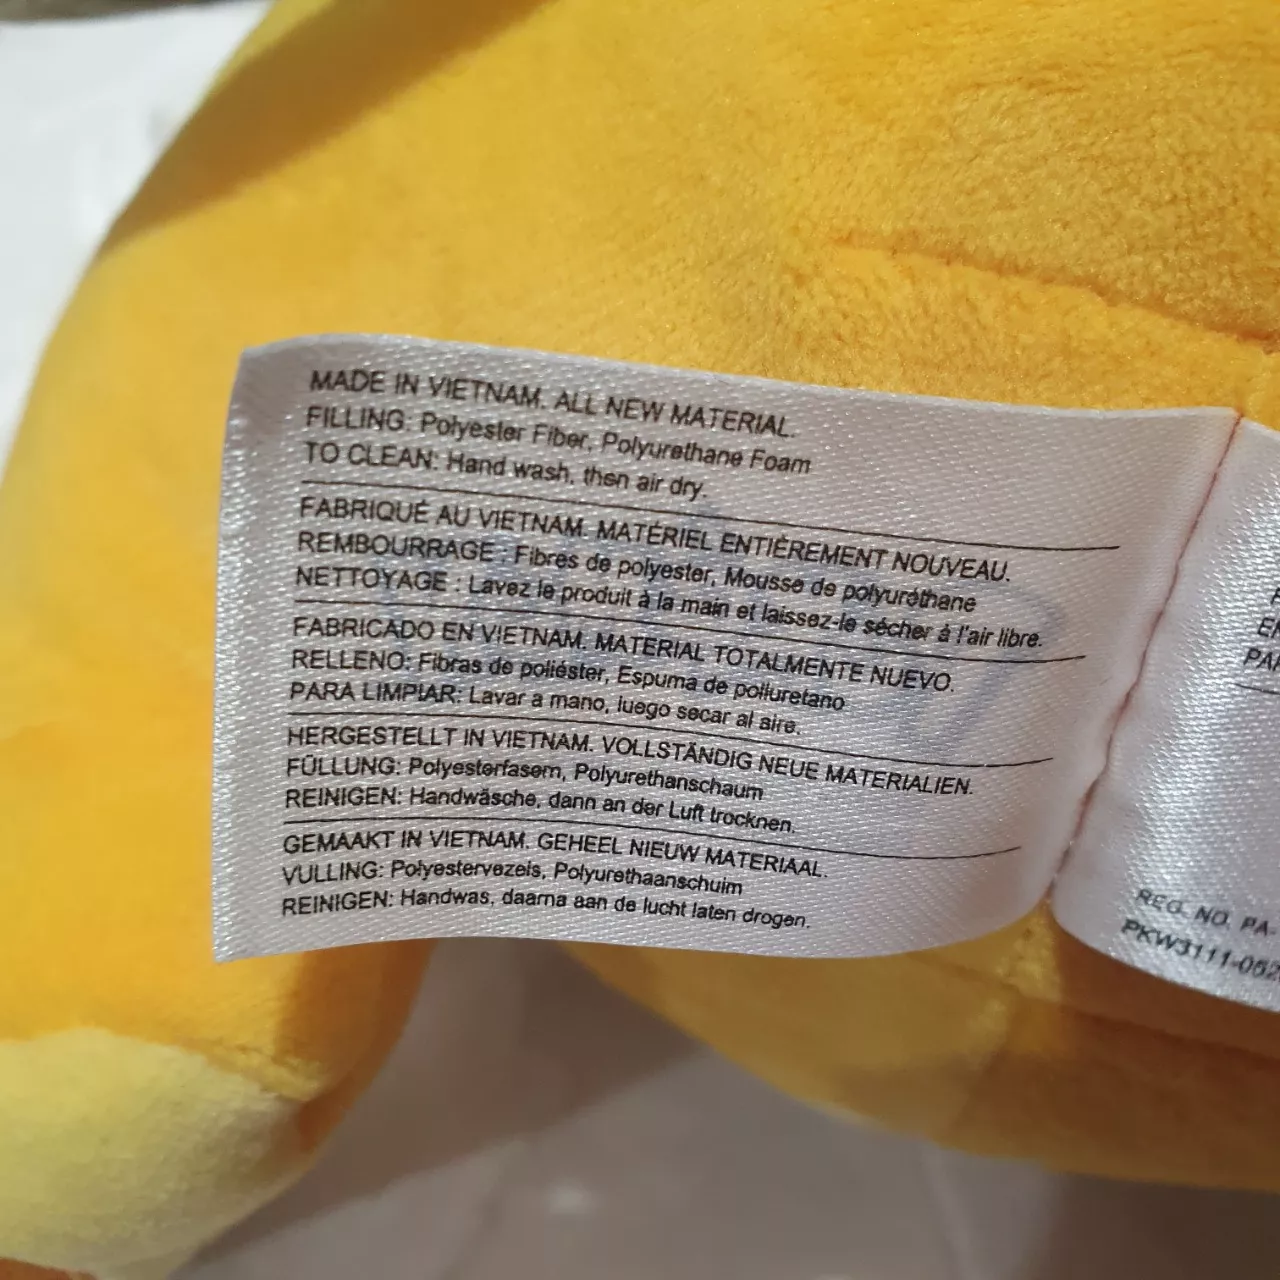 MADE IN VIETNAM. ALL NEW MATERIAL.
FILLING: Polyester Fiber, Polyurethane Foam
TO CLEAN: Hand wash, then air dry.
FABRIQUÉ AU VIETNAM. MATÉRIEL ENTIÈREMENT NOUVEAU.
REMBOURRAGE : Fibres de polyester, Mousse de polyuréthane
NETTOYAGE : Lavez le produit à la main et laissez-le sécher à l'air libre.
FABRICADO EN VIETNAM. MATERIAL TOTALMENTE NUEVO.
RELLENO: Fibras de poliéster, Espuma de poliuretano
PARA LIMPIAR: Lavar a mano, luego secar al aire.
HERGESTELLT IN VIETNAM. VOLLSTÄNDIG NEUE MATERIALIEN.
FÜLLUNG: Polyesterfasern, Polyurethanschaum
REINIGEN: Handwäsche, dann an der Luft trocknen.
GEMAAKT IN VIETNAM. GEHEEL NIEUW MATERIAAL.
VULLING: Polyestervezels, Polyurethaanschuim
REINIGEN: Handwas, daarna aan de lucht laten drogen.
REG. NO. PA-
PKW3111-052